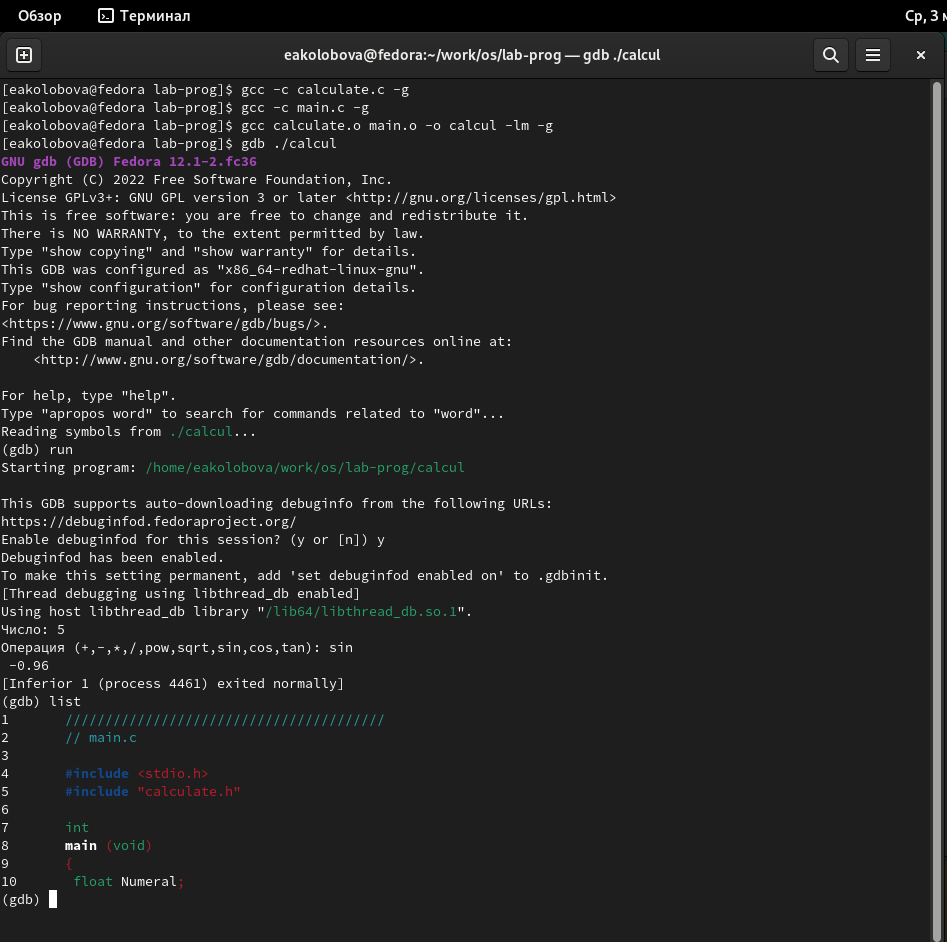 Обзор Терминал Ср, 3
eakolobova@fedora:~/work/os/lab-prog — gdb ./calcul
[eakolobova@fedora lab-prog]$ gcc -c calculate.c -g
[eakolobova@fedora lab-prog]$ gcc -c main.c -g
[eakolobova@fedora lab-prog]$ gcc calculate.o main.o -o calcul -lm -g
[eakolobova@fedora lab-prog]$ gdb ./calcul
GNU gdb (GDB) Fedora 12.1-2.fc36
Copyright (C) 2022 Free Software Foundation, Inc.
License GPLv3+: GNU GPL version 3 or later <http://gnu.org/licenses/gpl.html>
This is free software: you are free to change and redistribute it.
There is NO WARRANTY, to the extent permitted by law.
Type "show copying" and "show warranty" for details.
This GDB was configured as "x86_64-redhat-linux-gnu".
Type "show configuration" for configuration details.
For bug reporting instructions, please see:
<https://www.gnu.org/software/gdb/bugs/>.
Find the GDB manual and other documentation resources online at:
    <http://www.gnu.org/software/gdb/documentation/>.
For help, type "help".
Type "apropos word" to search for commands related to "word"...
Reading symbols from ./calcul...
(gdb) run
Starting program: /home/eakolobova/work/os/lab-prog/calcul
This GDB supports auto-downloading debuginfo from the following URLs:
https://debuginfod.fedoraproject.org/
Enable debuginfod for this session? (y or [n]) y
Debuginfod has been enabled.
To make this setting permanent, add 'set debuginfod enabled on' to .gdbinit.
[Thread debugging using libthread_db enabled]
Using host libthread_db library "/lib64/libthread_db.so.1".
Число: 5
Операция (+,-,*,/,pow,sqrt,sin,cos,tan): sin
 -0.96
[Inferior 1 (process 4461) exited normally]
(gdb) list
1       ////////////////////////////////////////
2       // main.c
3
4       #include <stdio.h>
5       #include "calculate.h"
6
7       int
8       main (void)
9       {
10       float Numeral;
(gdb)